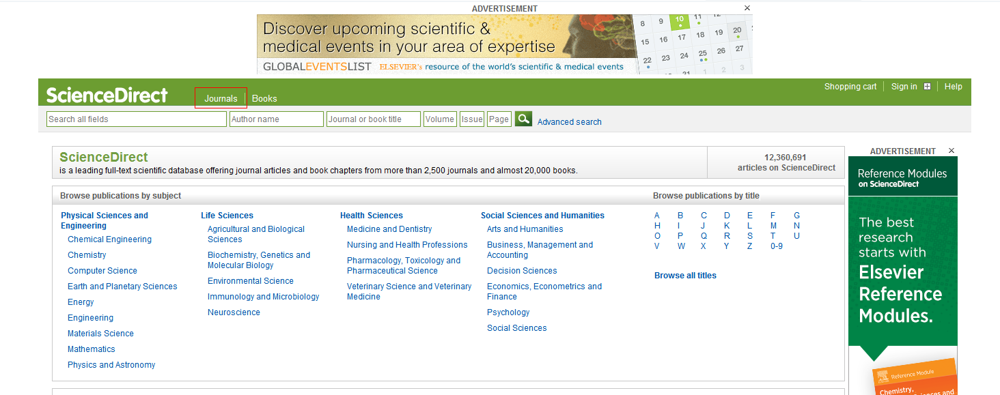 ADVERTISEMENT
Discover upcoming scientific &
medical events in your area of expertise
GLOBALEVENTSLIST ELSEVIER's resource of the world's scientific & medical events
8 9 10 11 12
15 16 17 18 19 20
22 23 24 25 26 27
31 1 2 3
ScienceDirect Journals Books Shopping cart Sign in Help
Search all fields Author name Journal or book title Volume Issue Page Advanced search
ScienceDirect
is a leading full-text scientific database offering journal articles and book chapters from more than 2,500 journals and almost 20,000 books.
12,360,691
articles on ScienceDirect
Browse publications by subject
Physical Sciences and
Engineering
Chemical Engineering
Chemistry
Computer Science
Earth and Planetary Sciences
Energy
Engineering
Materials Science
Mathematics
Physics and Astronomy
Life Sciences
Agricultural and Biological
Sciences
Biochemistry, Genetics and
Molecular Biology
Environmental Science
Immunology and Microbiology
Neuroscience
Health Sciences
Medicine and Dentistry
Nursing and Health Professions
Pharmacology, Toxicology and
Pharmaceutical Science
Veterinary Science and Veterinary
Medicine
Social Sciences and Humanities
Arts and Humanities
Business, Management and
Accounting
Decision Sciences
Economics, Econometrics and
Finance
Psychology
Social Sciences
Browse publications by title
A B C D E F G
H I J K L M N
O P Q R S T U
V W X Y Z 0-9
Browse all titles
ADVERTISEMENT
Reference Modules
on ScienceDirect
The best
research
starts with
Elsevier
Reference
Modules.
Reference Module
Chemistry,
Sciences and